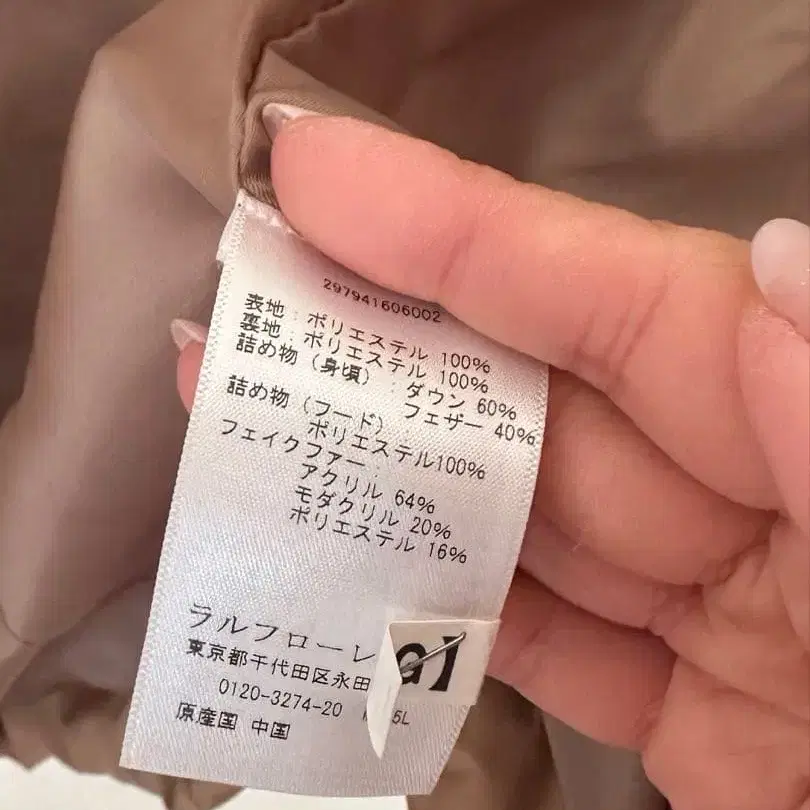 297941606002
表地：ポリエステル 100%
裏地：ポリエステル 100%
詰め物（身頃）：ダウン 60%
フェザー 40%
詰め物（フード）：
ポリエステル100%
フェイクファー：
アクリル 64%
モダクリル 20%
ポリエステル 16%
ラルフローレ
東京都千代田区永田
0120-3274-20 5L
原産国 中国
G】